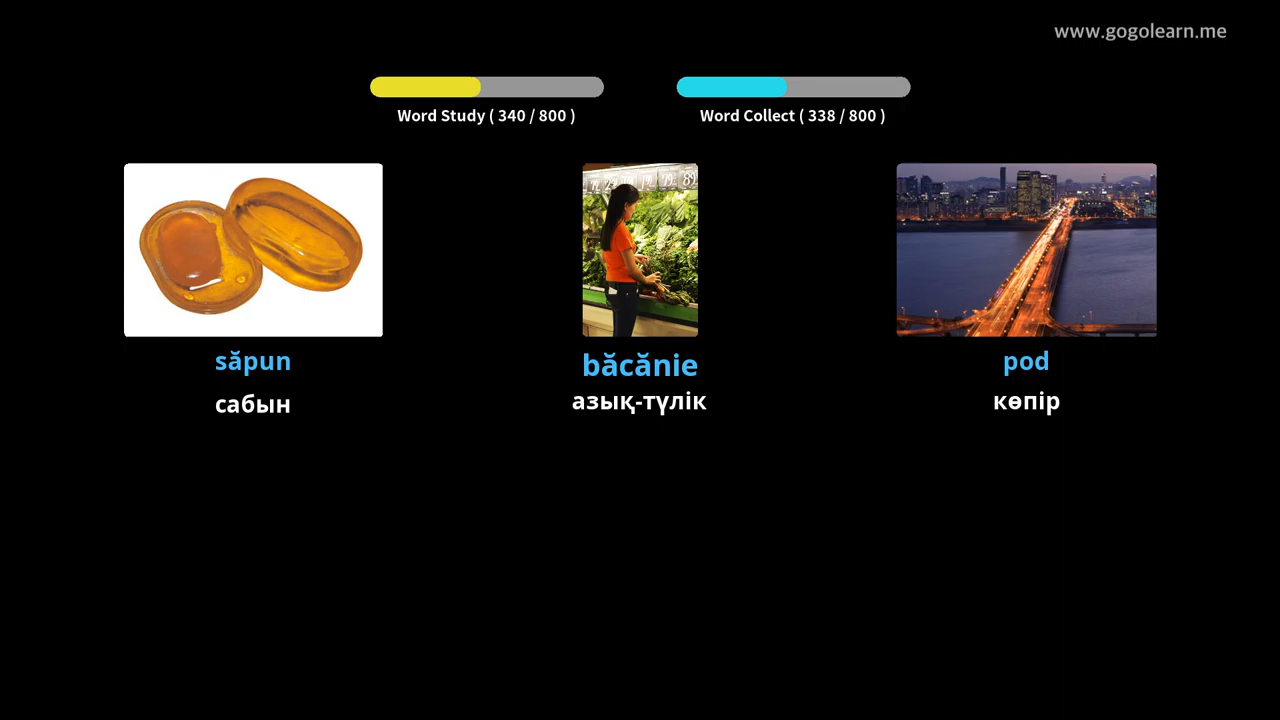 www.gogolearn.me
Word Study ( 340 / 800 )
Word Collect ( 338 / 800 )
săpun
băcănie
pod
сабын
азық-түлік
көпір